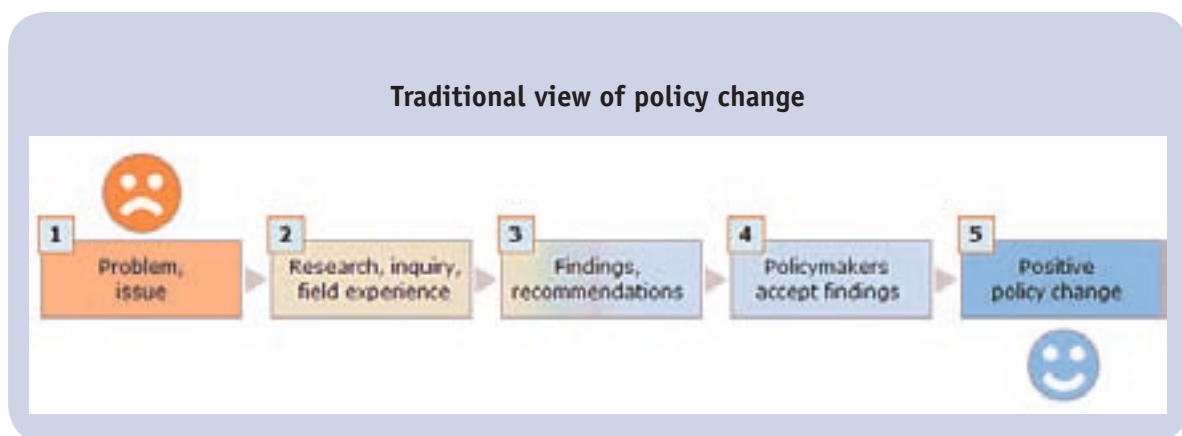 Traditional view of policy change
1
Problem,
issue
2
Research, inquiry,
field experience
3
Findings,
recommendations
4
Policymakers
accept findings
5
Positive
policy change